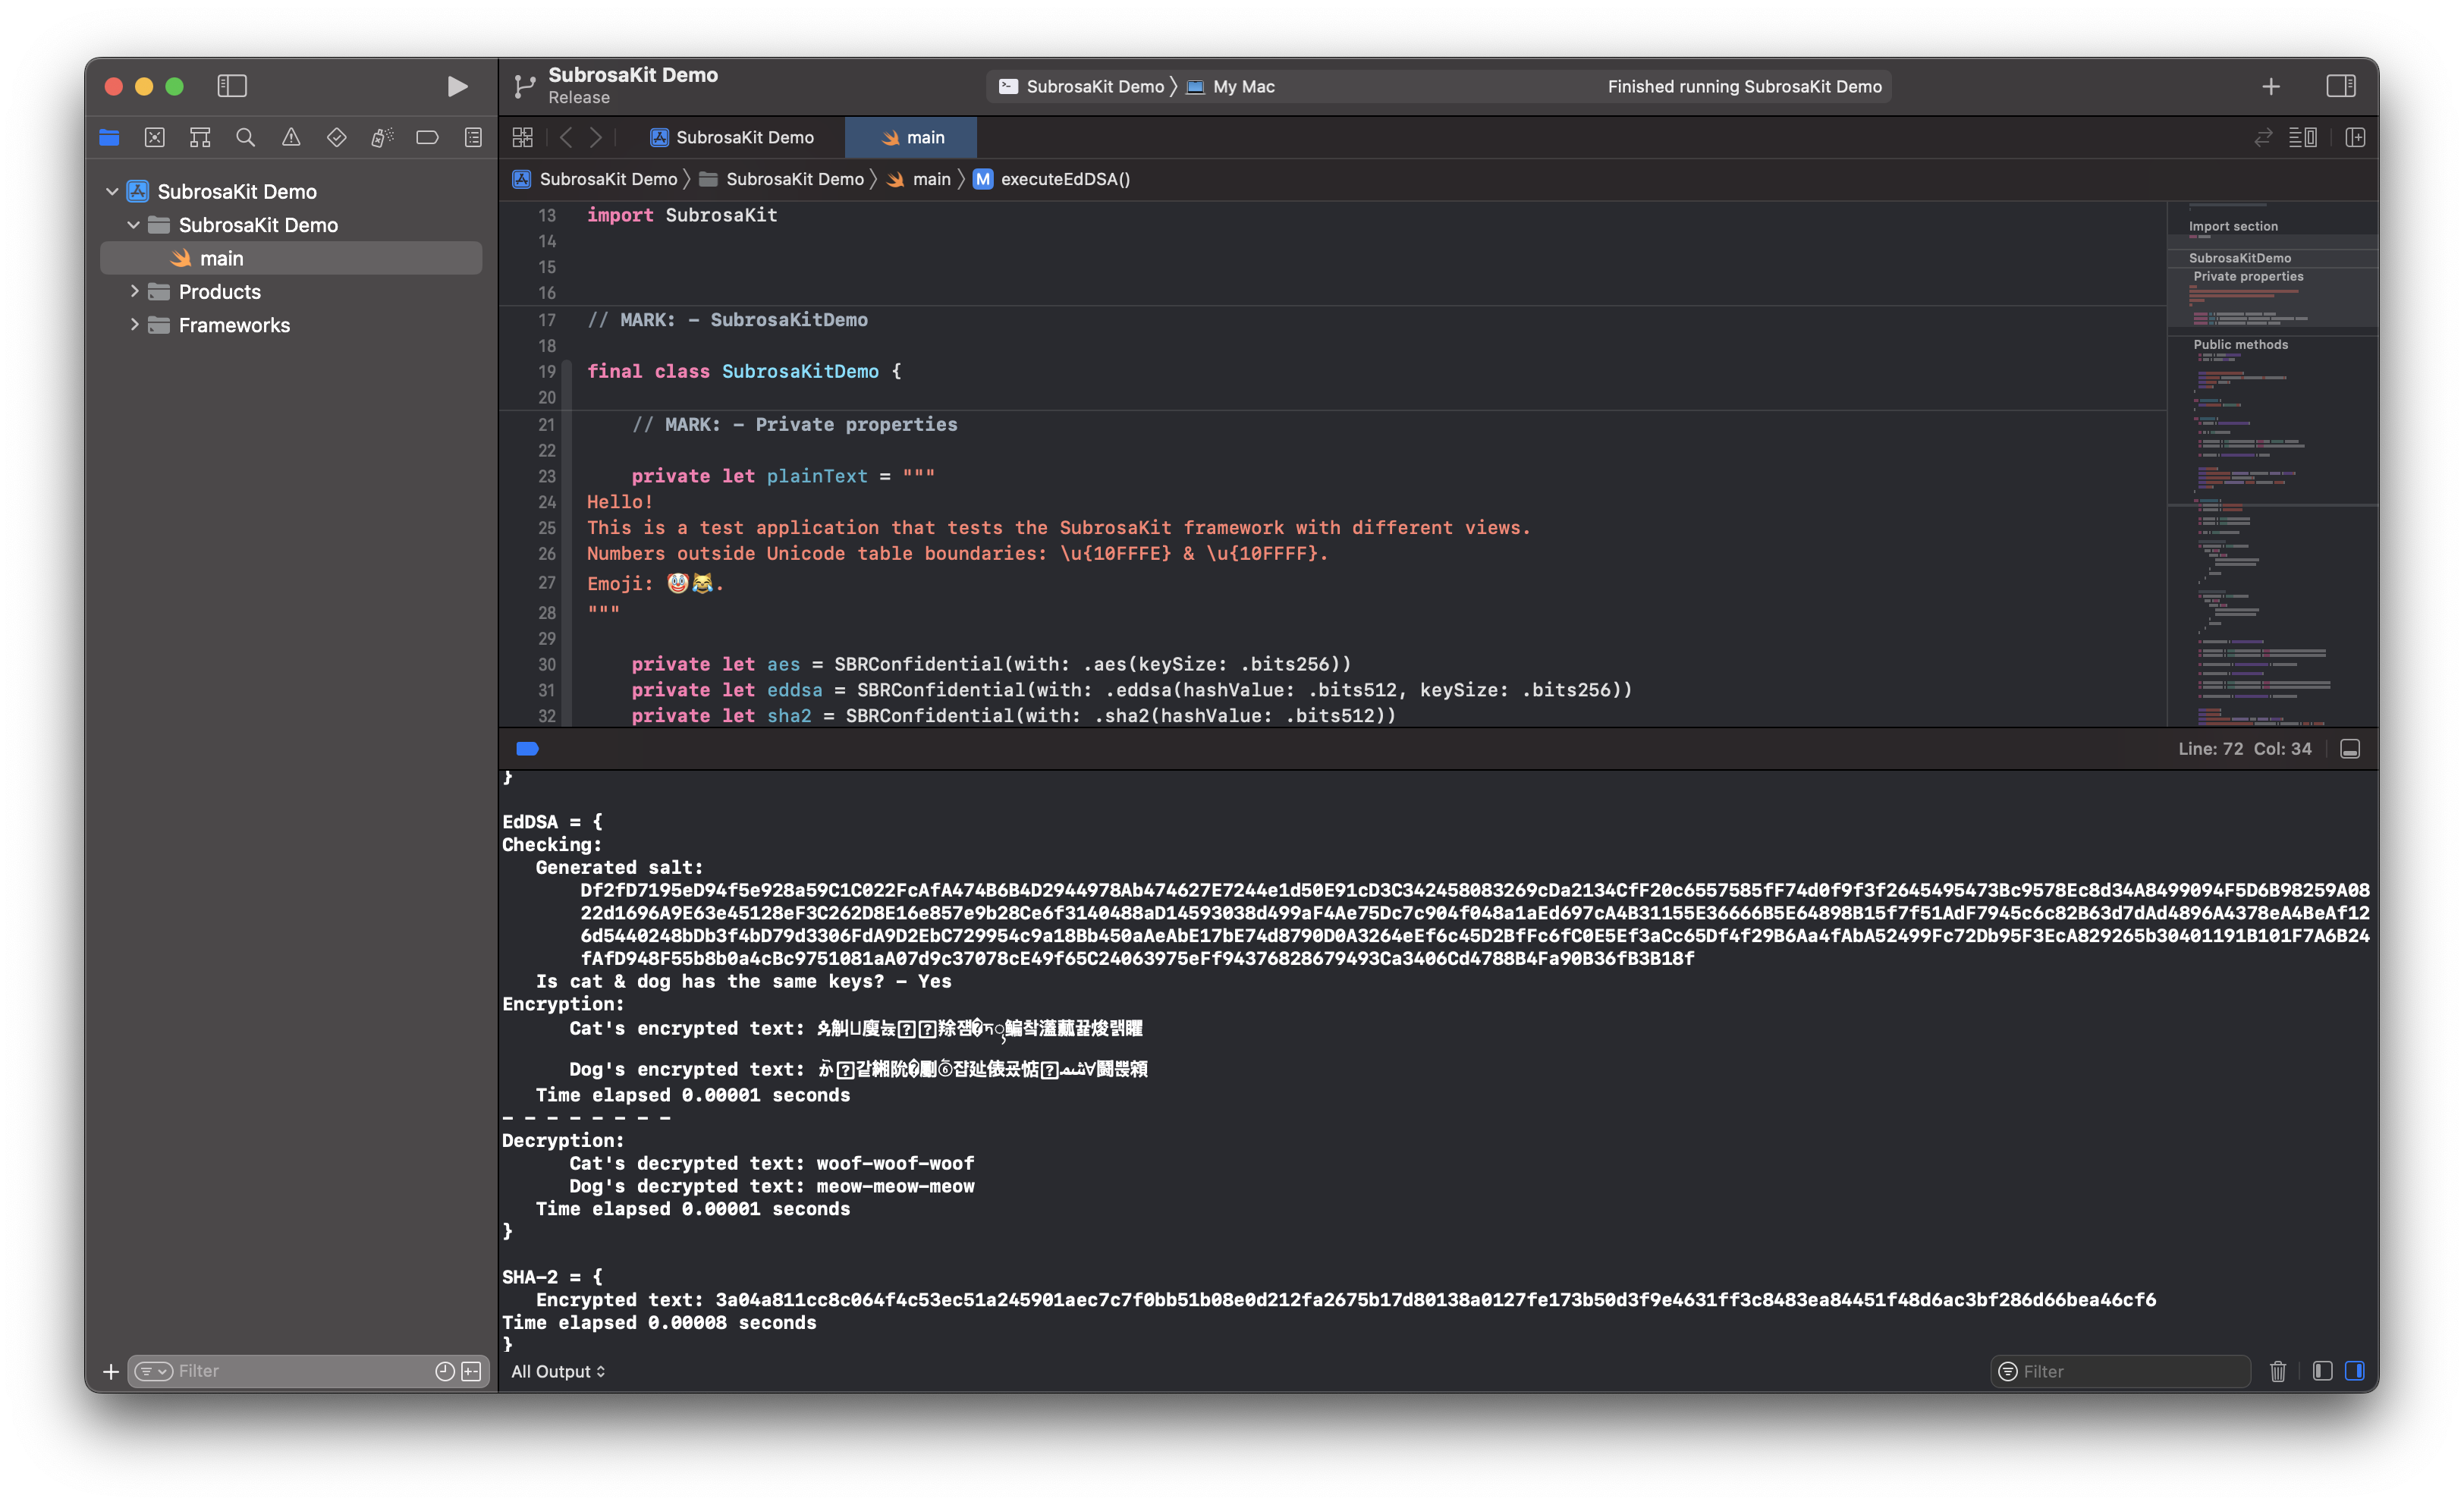 SubrosaKit Demo
Release
SubrosaKit Demo
My Mac
Finished running SubrosaKit Demo
SubrosaKit Demo
main
SubrosaKit Demo
SubrosaKit Demo
main
M executeEdDSA()
SubrosaKit Demo
SubrosaKit Demo
main
Products
Frameworks
13 import SubrosaKit
14
15
16
17 // MARK: - SubrosaKitDemo
18
19 final class SubrosaKitDemo {
20
21 // MARK: - Private properties
22
23 private let plainText = """
24 Hello!
25 This is a test application that tests the SubrosaKit framework with different views.
26 Numbers outside Unicode table boundaries: \u{10FFFE} & \u{10FFFF}.
27 Emoji: 🤡😹.
28 """
29
30 private let aes = SBRConfidential(with: .aes(keySize: .bits256))
31 private let eddsa = SBRConfidential(with: .eddsa(hashValue: .bits512, keySize: .bits256))
32 private let sha2 = SBRConfidential(with: .sha2(hashValue: .bits512))
Import section
SubrosaKitDemo
Private properties
Public methods
Line: 72 Col: 34
}
EdDSA = {
Checking:
Generated salt:
Df2fD7195eD94f5e928a59C1C022FcAfA474B6B4D2944978Ab474627E7244e1d50E91cD3C342458083269cDa2134CfF20c6557585fF74d0f9f3f2645495473Bc9578Ec8d34A8499094F5D6B98259A08
22d1696A9E63e45128eF3C262D8E16e857e9b28Ce6f3140488aD14593038d499aF4Ae75Dc7c904f048a1aEd697cA4B31155E36666B5E64898B15f7f51AdF7945c6c82B63d7dAd4896A4378eA4BeAf12
6d5440248bDb3f4bD79d3306FdA9D2EbC729954c9a18Bb450aAeAbE17bE74d8790D0A3264eEf6c45D2BfFc6fC0E5Ef3aCc65Df4f29B6Aa4fAbA52499Fc72Db95F3EcA829265b30401191B101F7A6B24
fAfD948F55b8b0a4cBc9751081aA07d9c37078cE49f65C24063975eFf94376828679493Ca3406Cd4788B4Fa90B36fB3B18f
Is cat & dog has the same keys? - Yes
Encryption:
Cat's encrypted text:
Dog's encrypted text:
Time elapsed 0.00001 seconds
- - - - - - - -
Decryption:
Cat's decrypted text: woof-woof-woof
Dog's decrypted text: meow-meow-meow
Time elapsed 0.00001 seconds
}
SHA-2 = {
Encrypted text: 3a04a811cc8c064f4c53ec51a245901aec7c7f0bb51b08e0d212fa2675b17d80138a0127fe173b50d3f9e4631ff3c8483ea84451f48d6ac3bf286d66bea46cf6
Time elapsed 0.00008 seconds
}
Filter
All Output
Filter